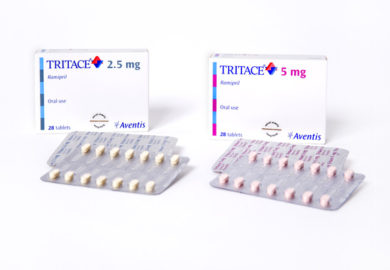 TRITACE 2.5 mg
Ramipril
Oral use
28 tablets
Aventis
TRITACE 5 mg
Ramipril
Oral use
28 tablets
Aventis